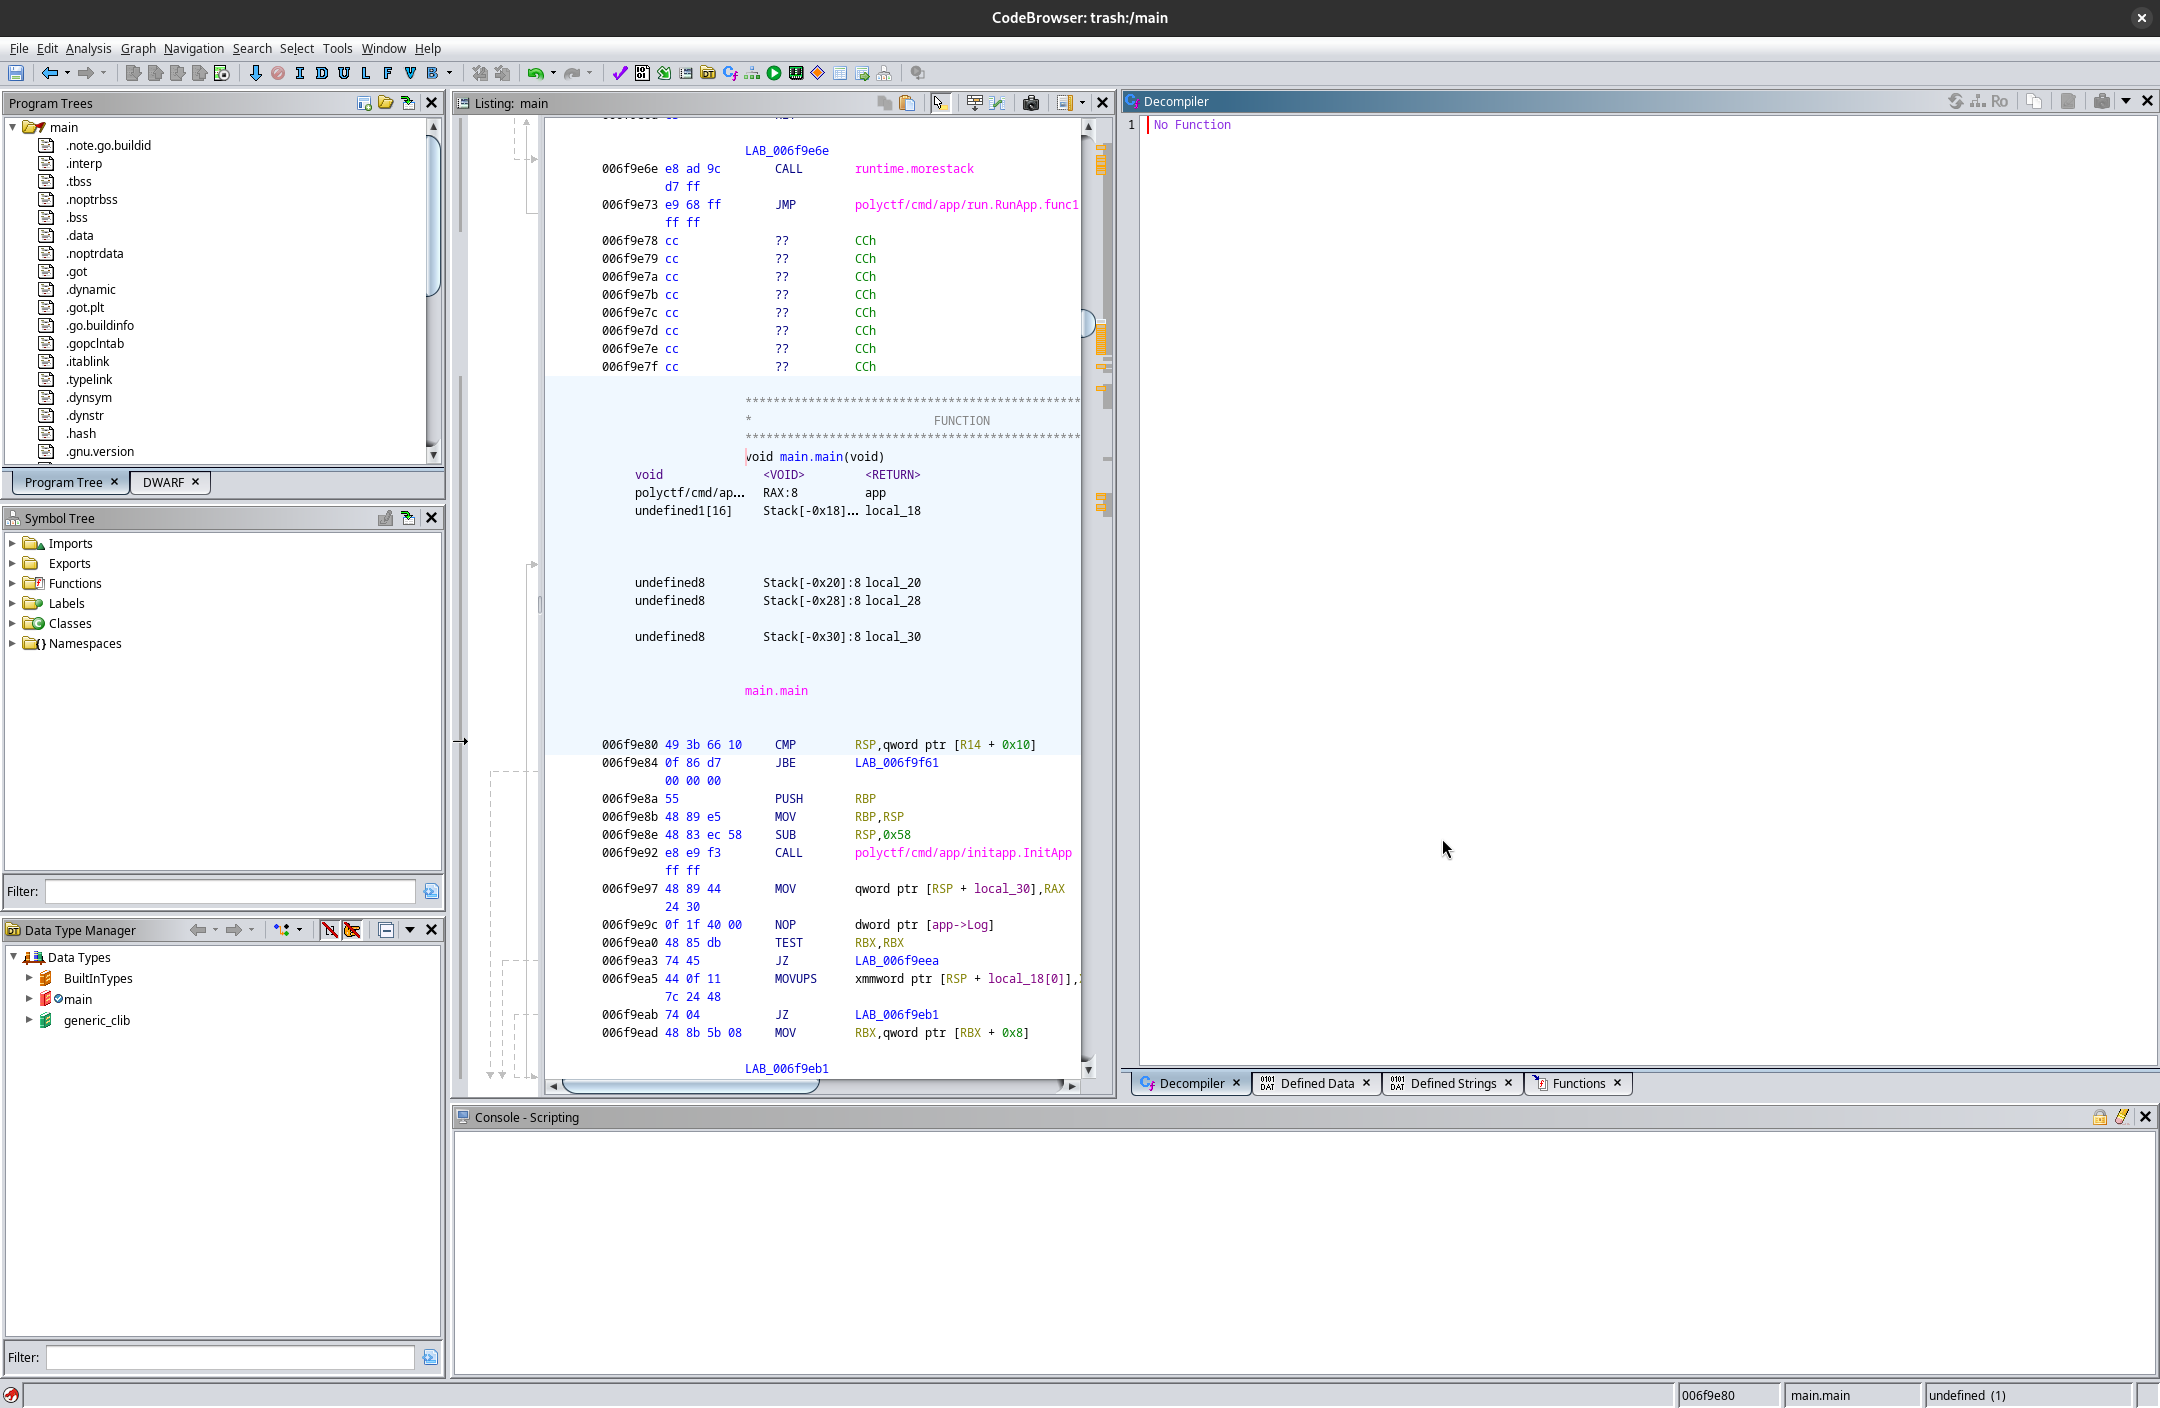 CodeBrowser: trash:/main
File Edit Analysis Graph Navigation Search Select Tools Window Help
I D U L F V B
Program Trees
main
.note.go.buildid
.interp
.tbss
.noptrbss
.bss
.data
.noptrdata
.got
.dynamic
.got.plt
.go.buildinfo
.gopclntab
.itablink
.typelink
.dynsym
.dynstr
.hash
.gnu.version
Program Tree
DWARF
Symbol Tree
Imports
Exports
Functions
Labels
Classes
Namespaces
Filter:
Data Type Manager
Data Types
BuiltInTypes
main
generic_clib
Filter:
Listing: main
LAB_006f9e6e
006f9e6e e8 ad 9c CALL runtime.morestack
d7 ff
006f9e73 e9 68 ff JMP polyctf/cmd/app/run.RunApp.func1
ff ff
006f9e78 cc ?? CCh
006f9e79 cc ?? CCh
006f9e7a cc ?? CCh
006f9e7b cc ?? CCh
006f9e7c cc ?? CCh
006f9e7d cc ?? CCh
006f9e7e cc ?? CCh
006f9e7f cc ?? CCh
************************************************
* FUNCTION
************************************************
void main.main(void)
void <VOID> <RETURN>
polyctf/cmd/ap... RAX:8 app
undefined1[16] Stack[-0x18]... local_18
undefined8 Stack[-0x20]:8 local_20
undefined8 Stack[-0x28]:8 local_28
undefined8 Stack[-0x30]:8 local_30
main.main
006f9e80 49 3b 66 10 CMP RSP,qword ptr [R14 + 0x10]
006f9e84 0f 86 d7 JBE LAB_006f9f61
00 00 00
006f9e8a 55 PUSH RBP
006f9e8b 48 89 e5 MOV RBP,RSP
006f9e8e 48 83 ec 58 SUB RSP,0x58
006f9e92 e8 e9 f3 CALL polyctf/cmd/app/initapp.InitApp
ff ff
006f9e97 48 89 44 MOV qword ptr [RSP + local_30],RAX
24 30
006f9e9c 0f 1f 40 00 NOP dword ptr [app->Log]
006f9ea0 48 85 db TEST RBX,RBX
006f9ea3 74 45 JZ LAB_006f9eea
006f9ea5 44 0f 11 MOVUPS xmmword ptr [RSP + local_18[0]],
7c 24 48
006f9eab 74 04 JZ LAB_006f9eb1
006f9ead 48 8b 5b 08 MOV RBX,qword ptr [RBX + 0x8]
LAB_006f9eb1
Decompiler
Ro
1 No Function
Decompiler
Defined Data
Defined Strings
Functions
Console - Scripting
006f9e80
main.main
undefined (1)